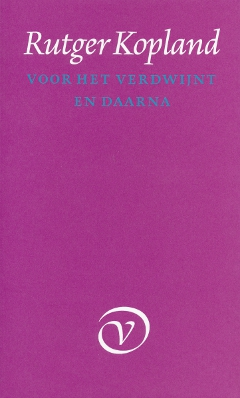 Rutger Kopland
VOOR HET VERDWIJNT
EN DAARNA
V